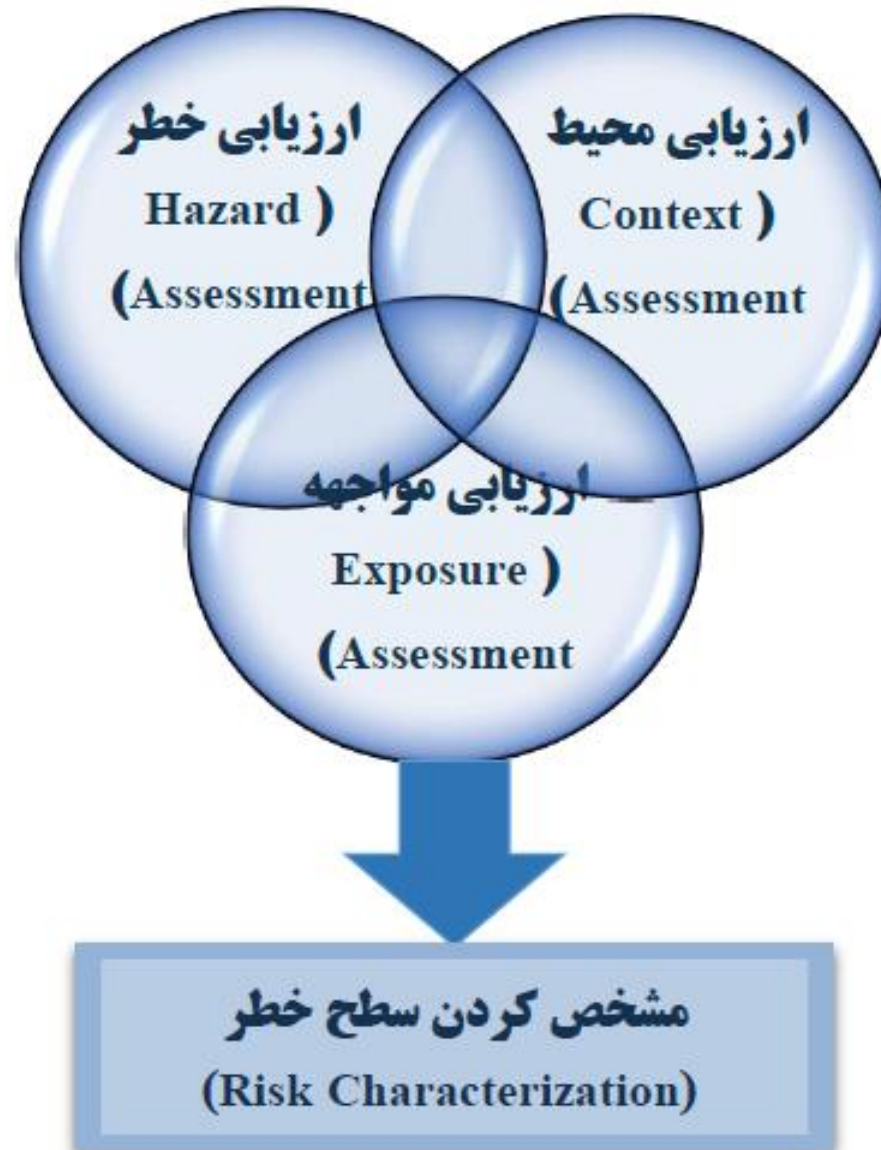 ارزیابی خطر
Hazard )
(Assessment
ارزیابی محیط
Context )
(Assessment
ارزیابی مواجهه
Exposure )
(Assessment
مشخص کردن سطح خطر
(Risk Characterization)